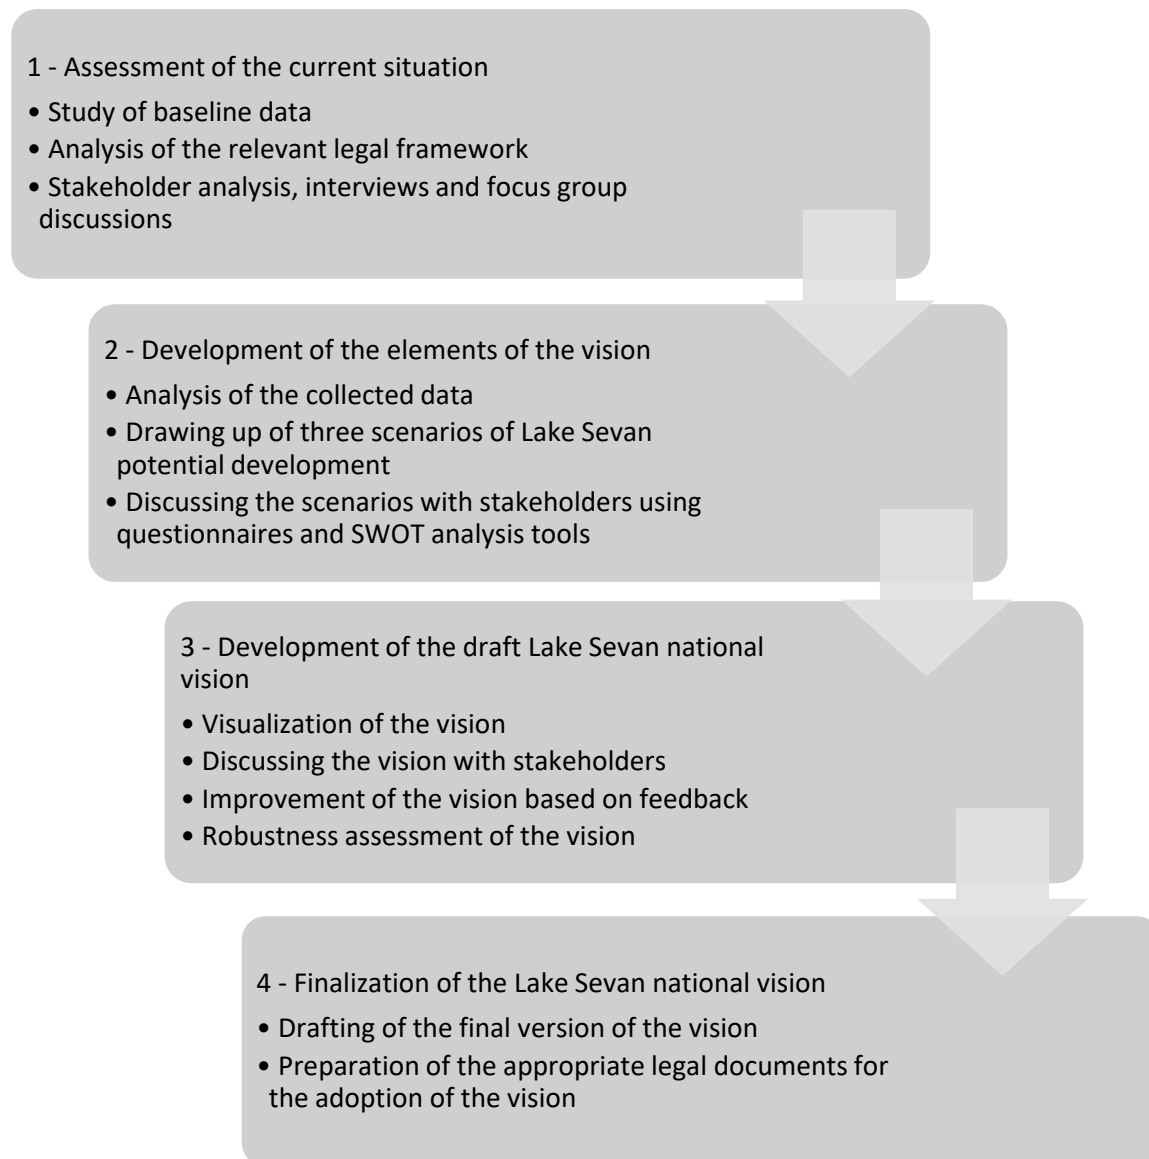 1 - Assessment of the current situation
• Study of baseline data
• Analysis of the relevant legal framework
• Stakeholder analysis, interviews and focus group
discussions
2 - Development of the elements of the vision
• Analysis of the collected data
• Drawing up of three scenarios of Lake Sevan
potential development
• Discussing the scenarios with stakeholders using
questionnaires and SWOT analysis tools
3 - Development of the draft Lake Sevan national
vision
• Visualization of the vision
• Discussing the vision with stakeholders
• Improvement of the vision based on feedback
• Robustness assessment of the vision
4 - Finalization of the Lake Sevan national vision
• Drafting of the final version of the vision
• Preparation of the appropriate legal documents for
the adoption of the vision